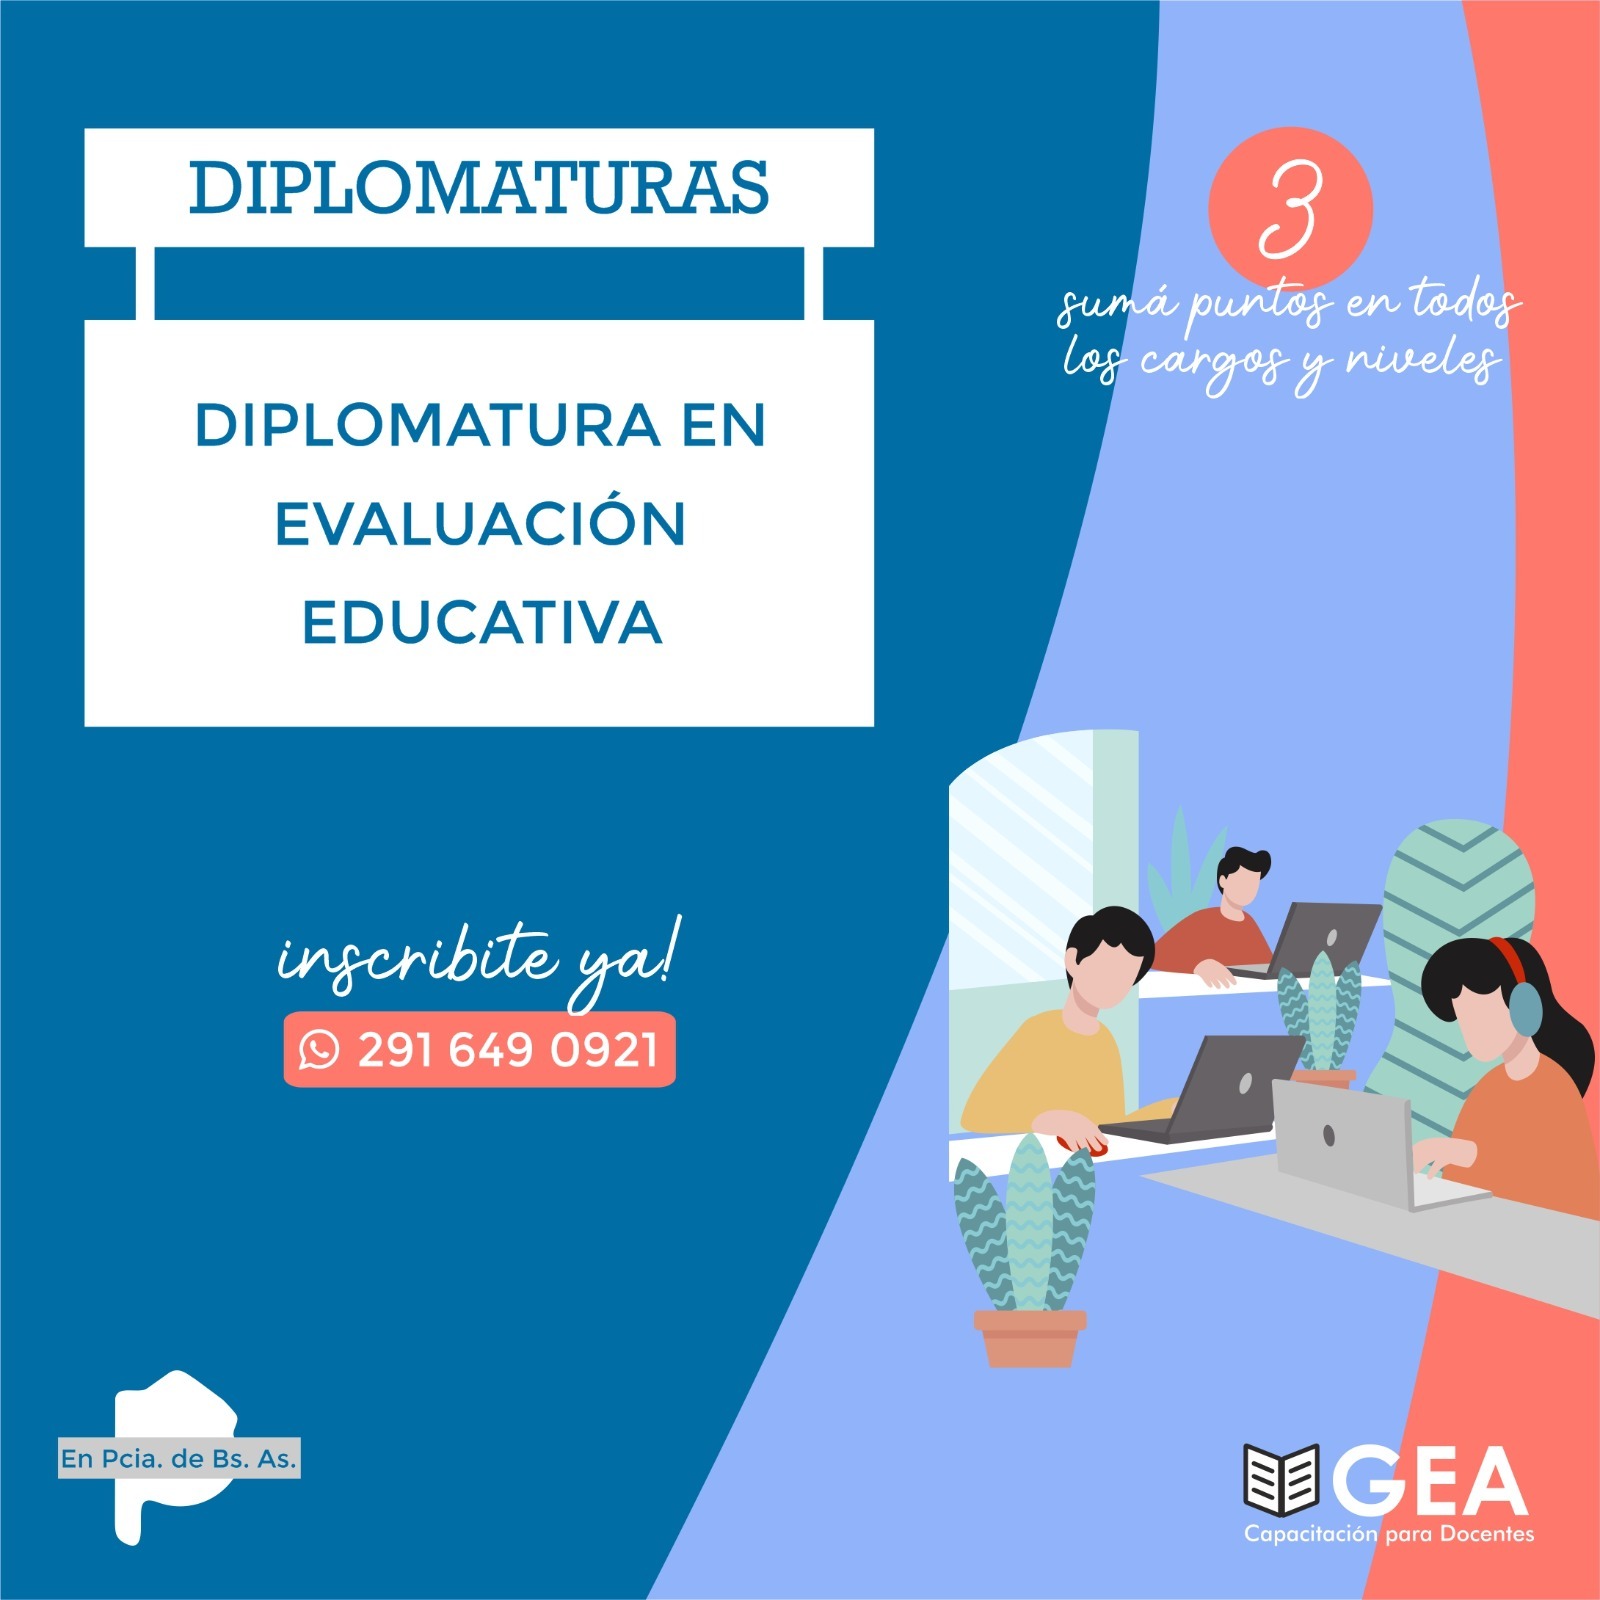 DIPLOMATURAS
DIPLOMATURA EN
EVALUACIÓN
EDUCATIVA
3
sumá puntos en todos
los cargos y niveles
inscribite ya!
291 649 0921
En Pcia. de Bs. As.
GEA
Capacitación para Docentes